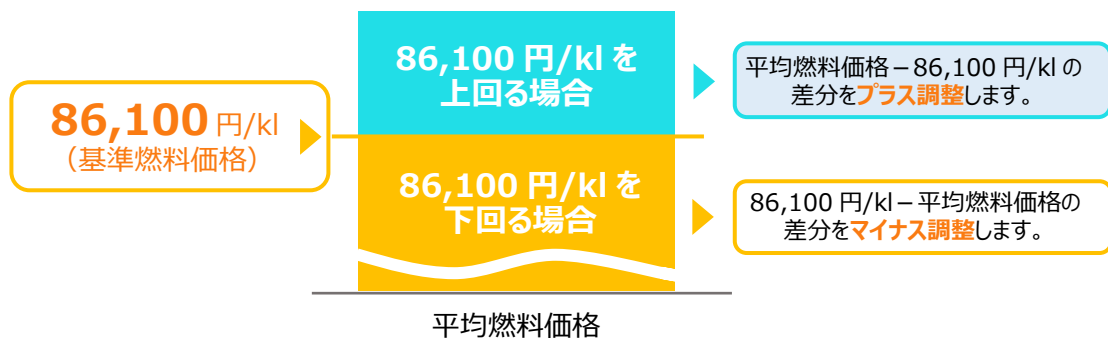 86,100 円/kl
（基準燃料価格）
86,100 円/kl を
上回る場合
86,100 円/kl を
下回る場合
平均燃料価格－86,100 円/kl の
差分をプラス調整します。
86,100 円/kl－平均燃料価格の
差分をマイナス調整します。
平均燃料価格